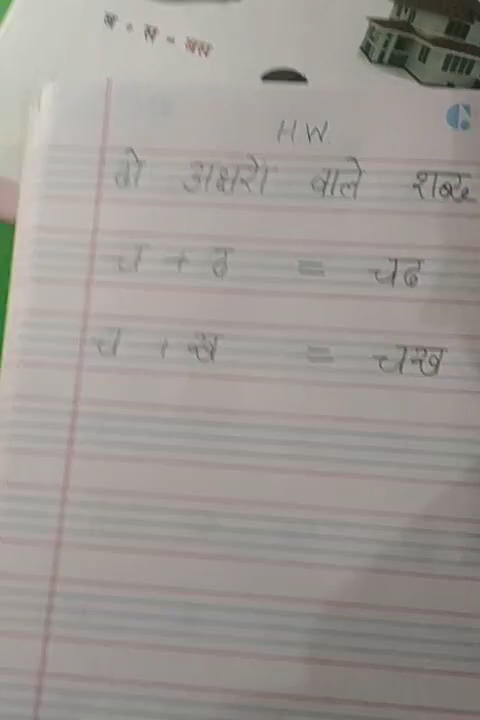 ब + स = बस
H.W.
दो अक्षरो वाले शब्द
च + ढ = चढ
च + ख = चख